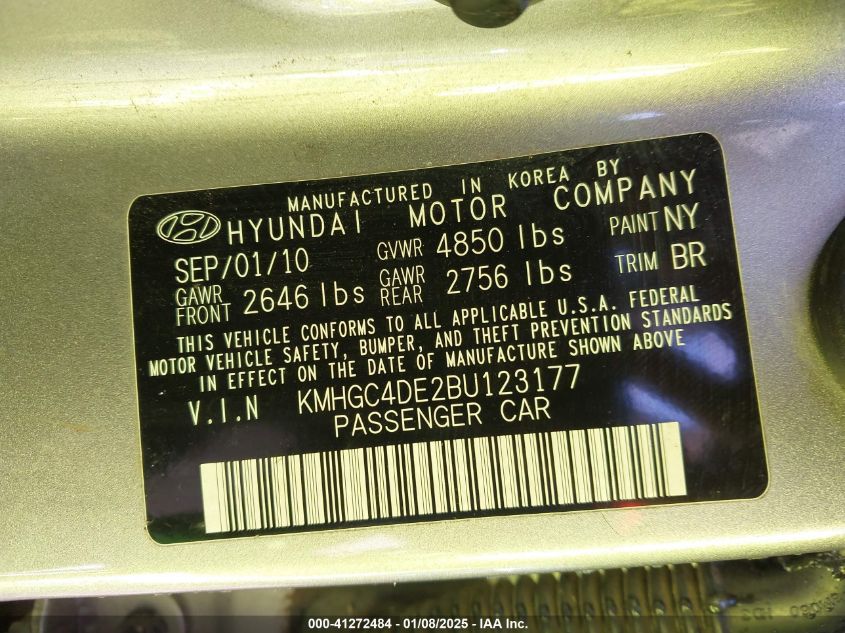 MANUFACTURED IN KOREA BY
HYUNDAI MOTOR COMPANY
SEP/01/10 GVWR 4850 lbs PAINT NY
GAWR FRONT 2646 lbs GAWR REAR 2756 lbs TRIM BR
THIS VEHICLE CONFORMS TO ALL APPLICABLE U.S.A. FEDERAL
MOTOR VEHICLE SAFETY, BUMPER, AND THEFT PREVENTION STANDARDS
IN EFFECT ON THE DATE OF MANUFACTURE SHOWN ABOVE
V.I.N KMHGC4DE2BU123177
PASSENGER CAR
000-41272484 - 01/08/2025 - IAA Inc.